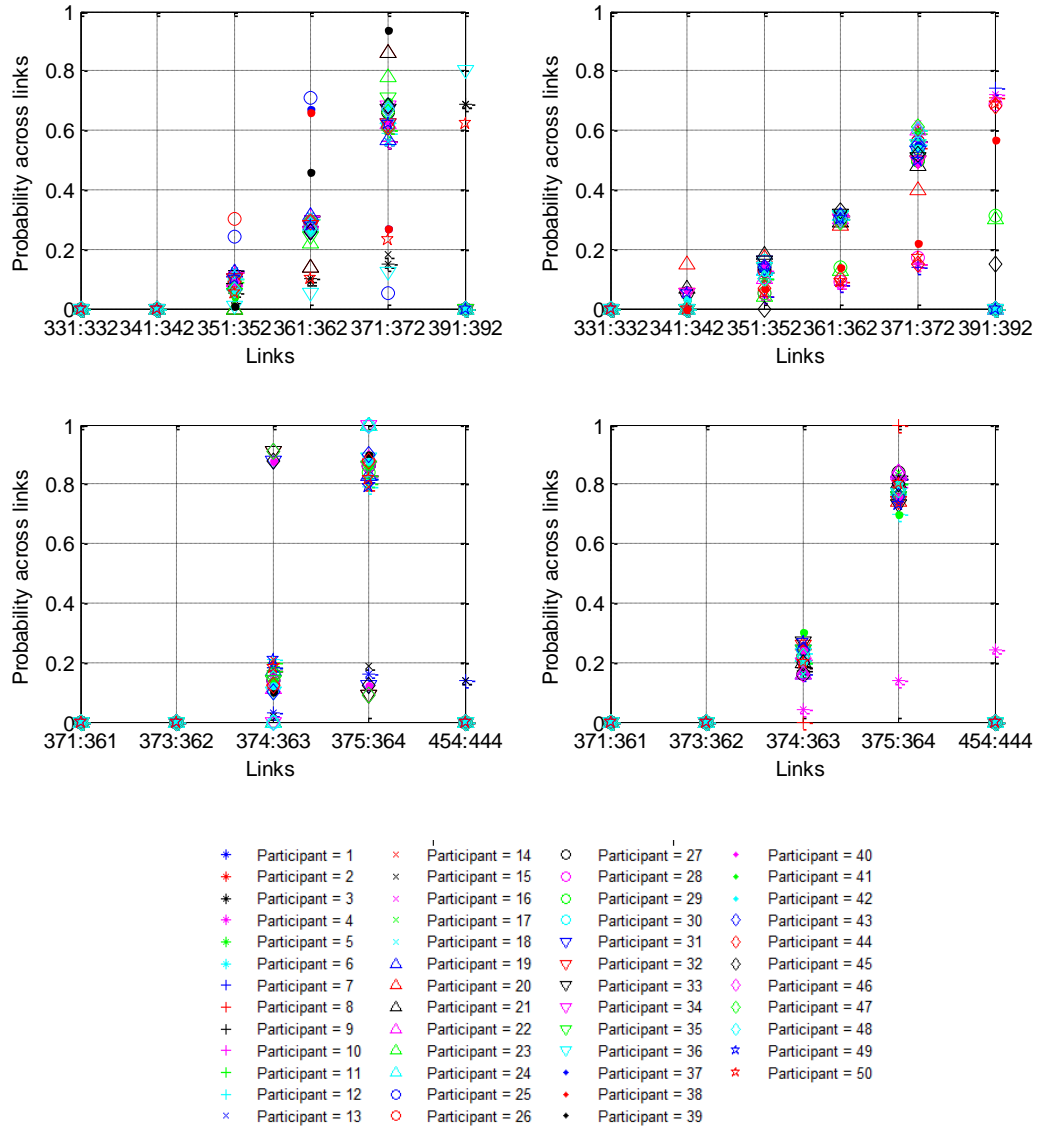 Probability across links
1
0.8
0.6
0.4
0.2
0
331:332 341:342 351:352 361:362 371:372 391:392
Links
Probability across links
1
0.8
0.6
0.4
0.2
0
331:332 341:342 351:352 361:362 371:372 391:392
Links
Probability across links
1
0.8
0.6
0.4
0.2
0
371:361 373:362 374:363 375:364 454:444
Links
Probability across links
1
0.8
0.6
0.4
0.2
0
371:361 373:362 374:363 375:364 454:444
Links
Participant = 1
Participant = 2
Participant = 3
Participant = 4
Participant = 5
Participant = 6
Participant = 7
Participant = 8
Participant = 9
Participant = 10
Participant = 11
Participant = 12
Participant = 13
Participant = 14
Participant = 15
Participant = 16
Participant = 17
Participant = 18
Participant = 19
Participant = 20
Participant = 21
Participant = 22
Participant = 23
Participant = 24
Participant = 25
Participant = 26
Participant = 27
Participant = 28
Participant = 29
Participant = 30
Participant = 31
Participant = 32
Participant = 33
Participant = 34
Participant = 35
Participant = 36
Participant = 37
Participant = 38
Participant = 39
Participant = 40
Participant = 41
Participant = 42
Participant = 43
Participant = 44
Participant = 45
Participant = 46
Participant = 47
Participant = 48
Participant = 49
Participant = 50